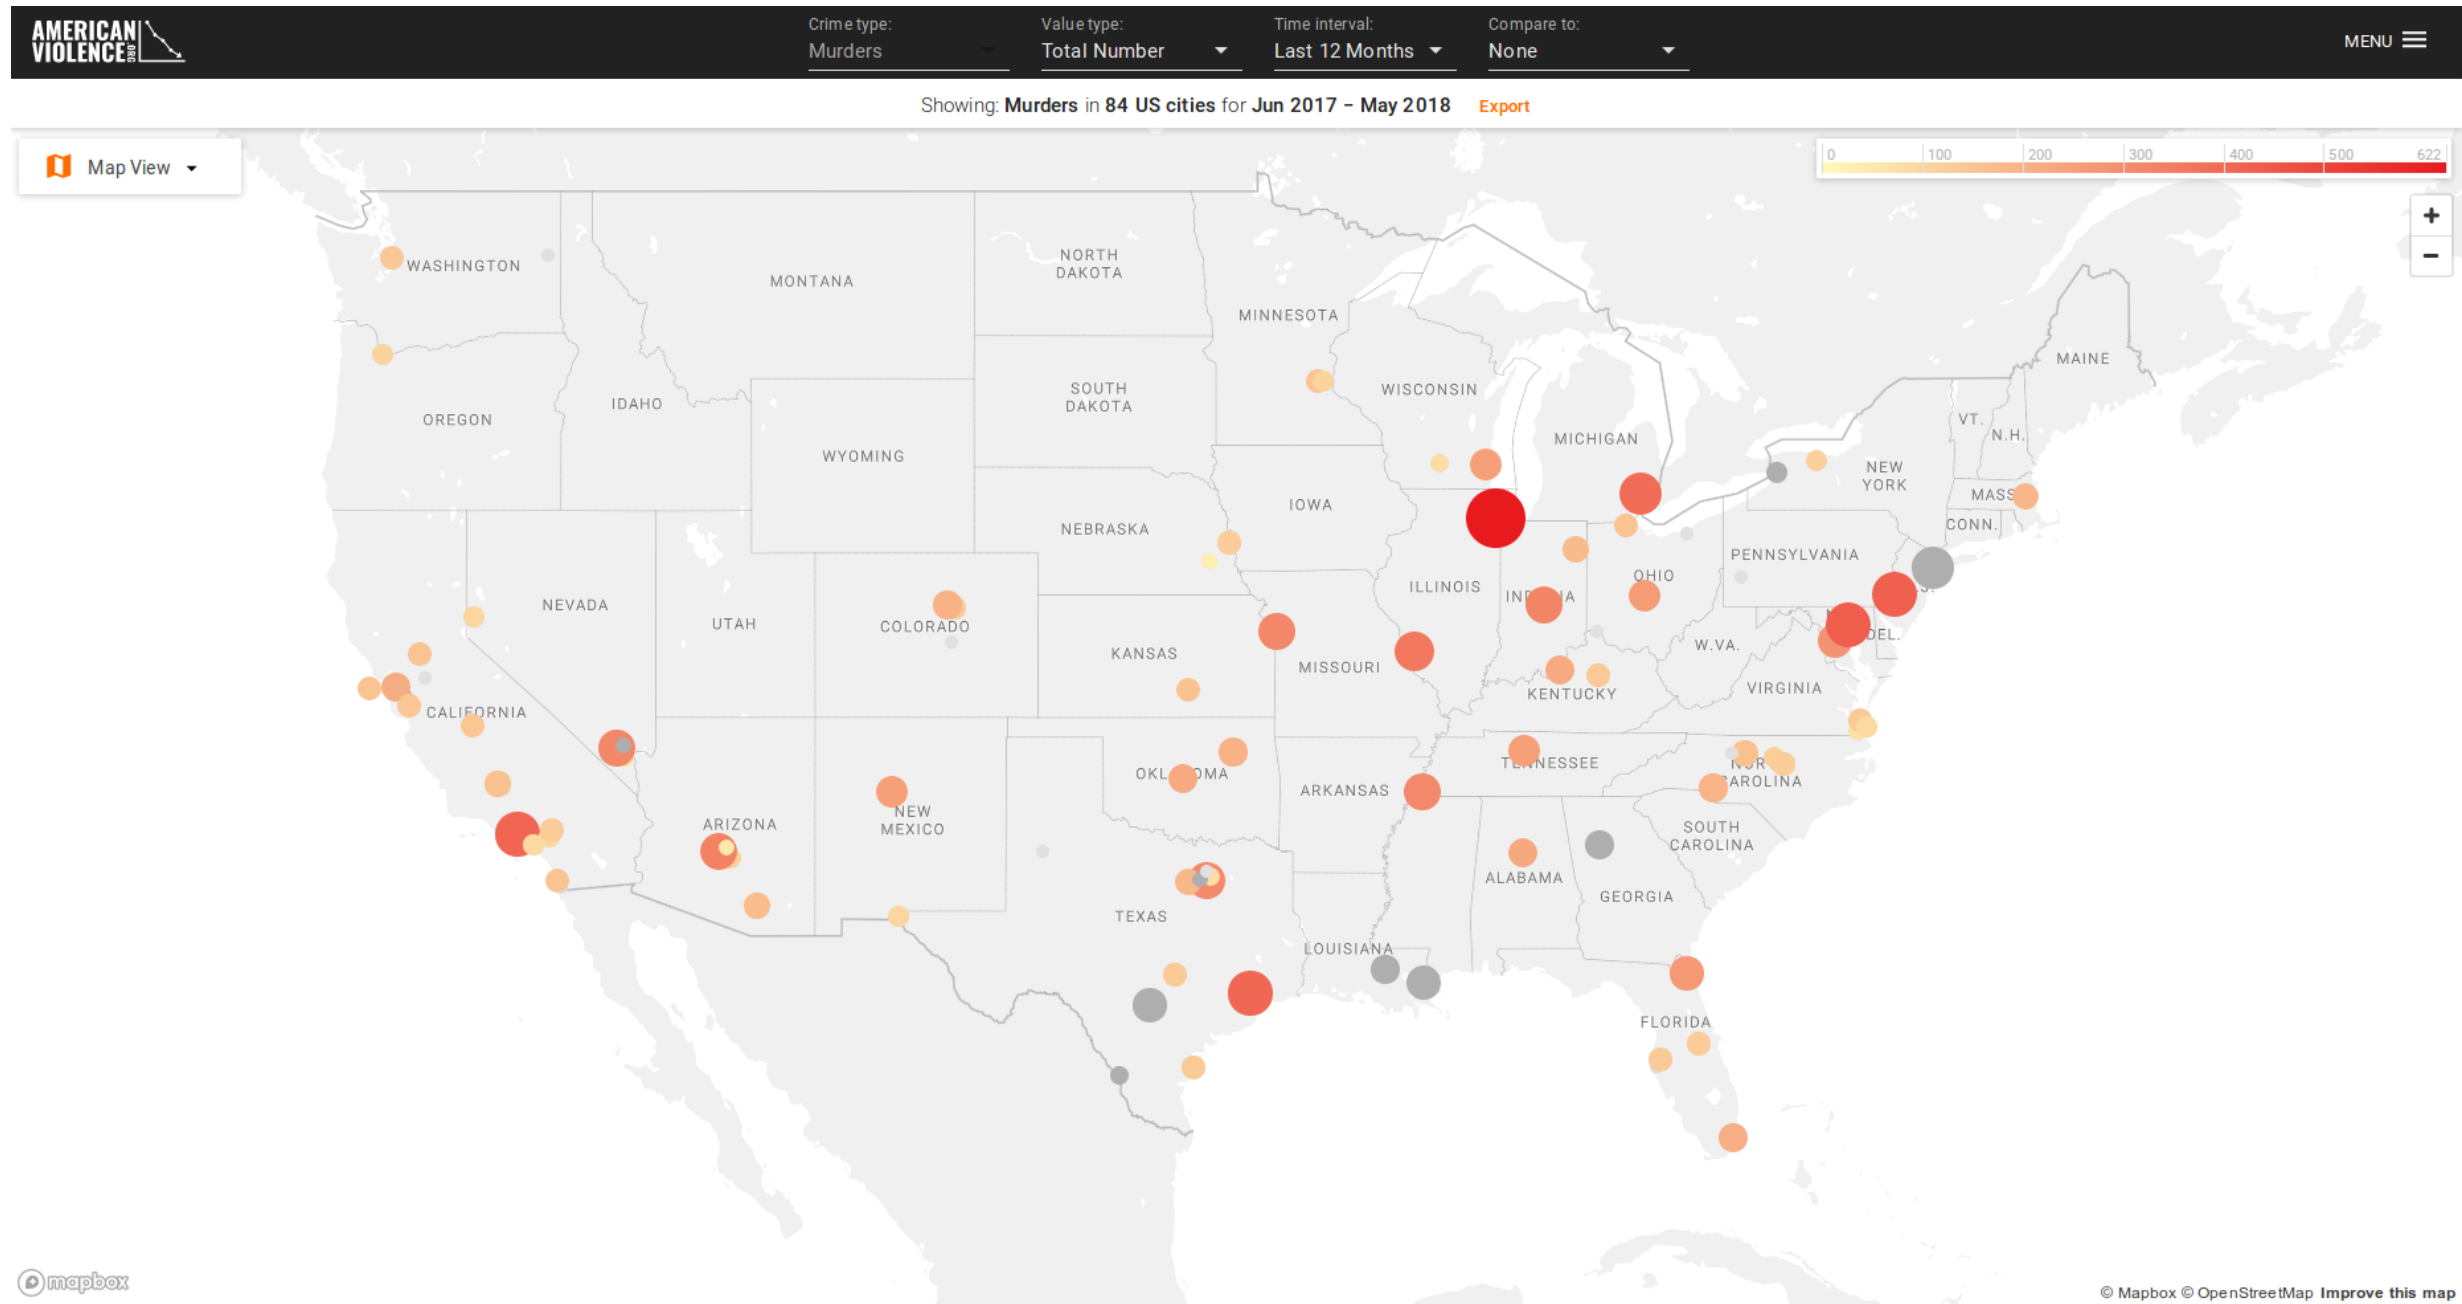 AMERICAN
VIOLENCE.ORG
Crime type:
Murders
Value type:
Total Number
Time interval:
Last 12 Months
Compare to:
None
MENU
Showing: Murders in 84 US cities for Jun 2017 – May 2018 Export
Map View
0 100 200 300 400 500 622
+
−
WASHINGTON
MONTANA
NORTH
DAKOTA
MINNESOTA
MAINE
OREGON
IDAHO
SOUTH
DAKOTA
WISCONSIN
MICHIGAN
VT.
N.H.
WYOMING
NEW
YORK
MASS
CONN.
IOWA
NEBRASKA
PENNSYLVANIA
NEVADA
UTAH
COLORADO
ILLINOIS
OHIO
DEL.
KANSAS
MISSOURI
W.VA.
VIRGINIA
KENTUCKY
CALIFORNIA
TENNESSEE
CAROLINA
ARKANSAS
ARIZONA
NEW
MEXICO
SOUTH
CAROLINA
ALABAMA
GEORGIA
TEXAS
LOUISIANA
FLORIDA
mapbox
© Mapbox © OpenStreetMap Improve this map